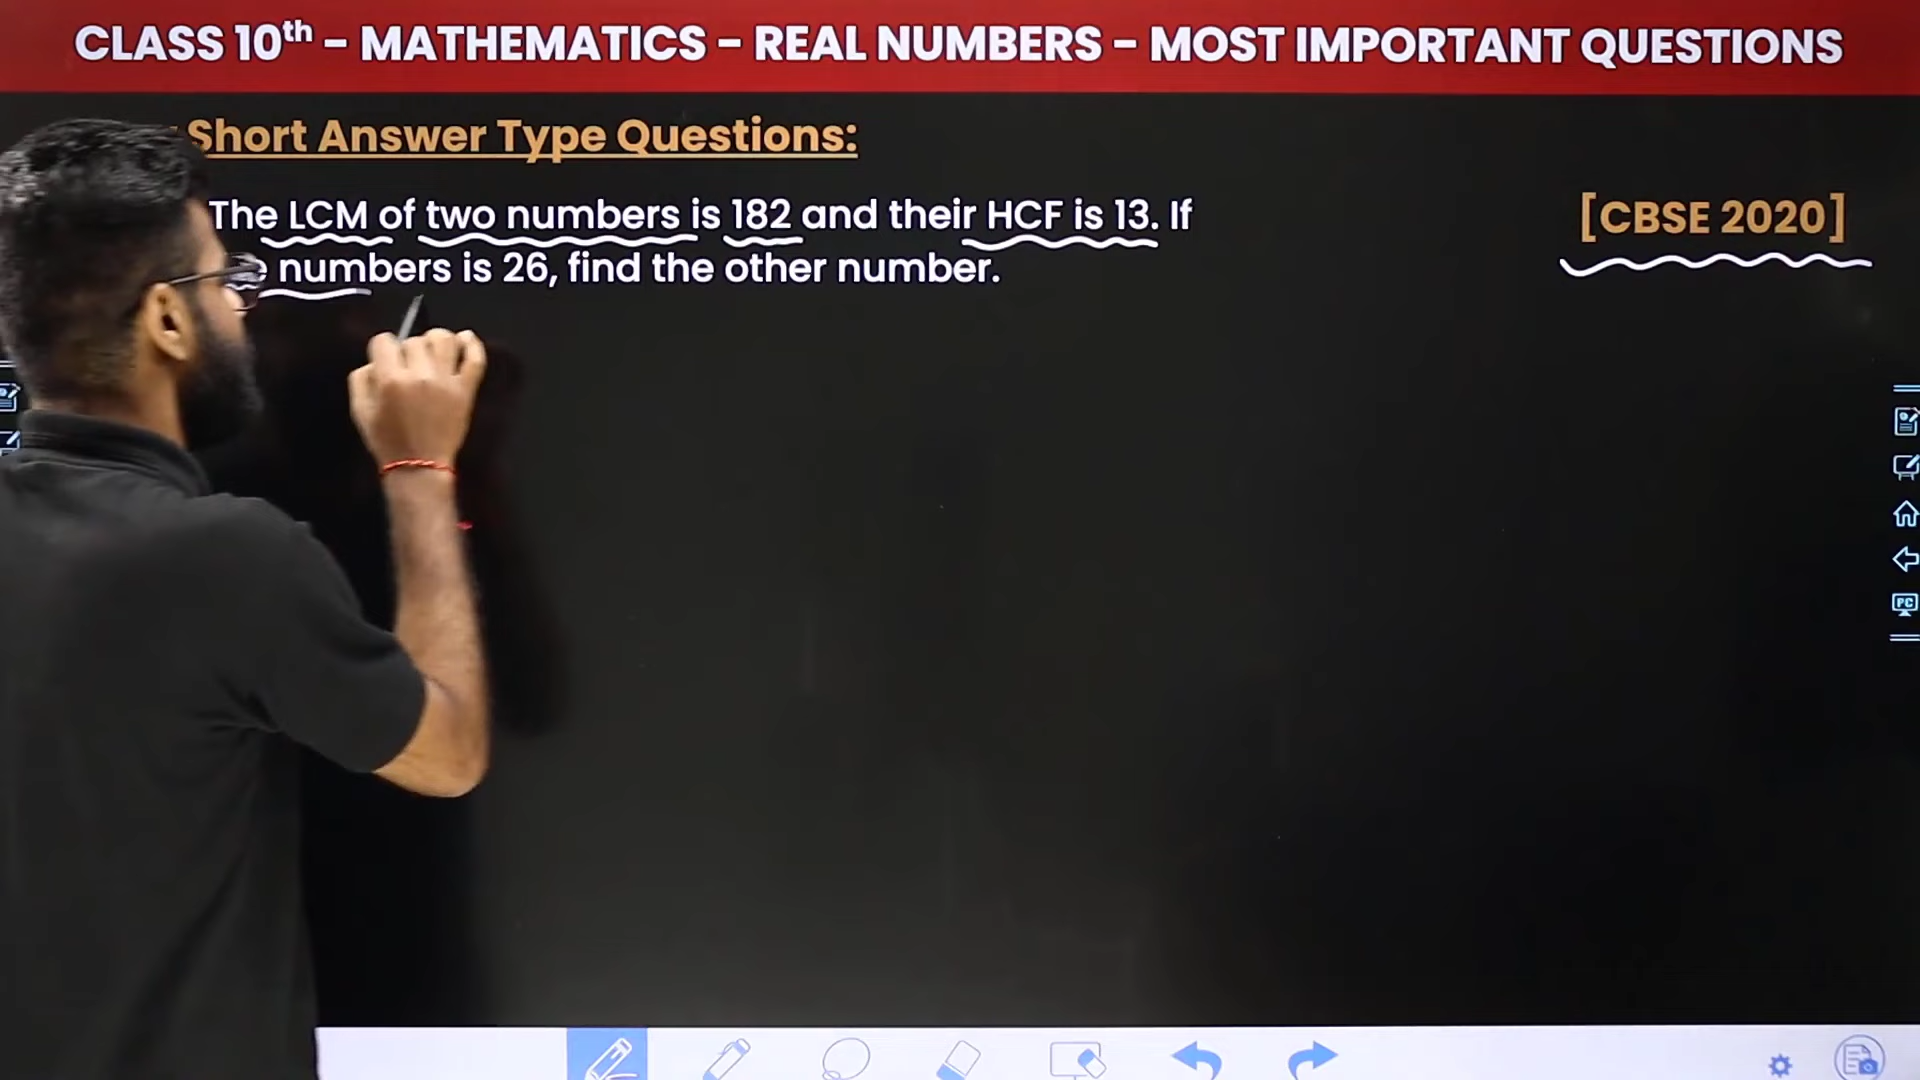 CLASS 10th – MATHEMATICS – REAL NUMBERS – MOST IMPORTANT QUESTIONS
Short Answer Type Questions:
The LCM of two numbers is 182 and their HCF is 13. If
[CBSE 2020]
numbers is 26, find the other number.
PC